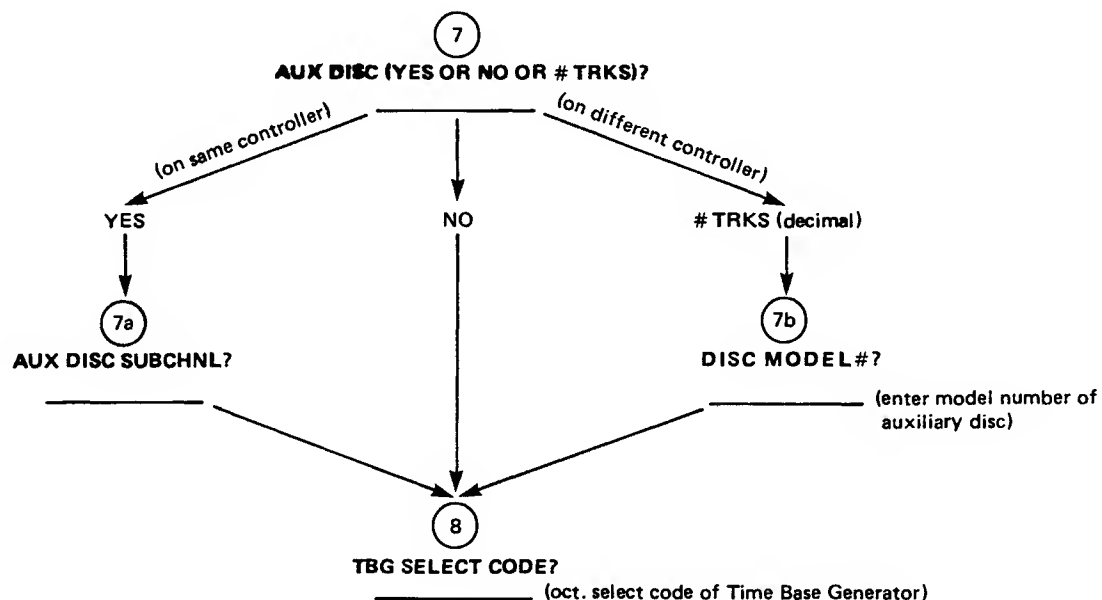 7
AUX DISC (YES OR NO OR # TRKS)?
(on same controller)
(on different controller)
YES
NO
# TRKS (decimal)
7a
AUX DISC SUBCHNL?
7b
DISC MODEL#?
(enter model number of
auxiliary disc)
8
TBG SELECT CODE?
(oct. select code of Time Base Generator)